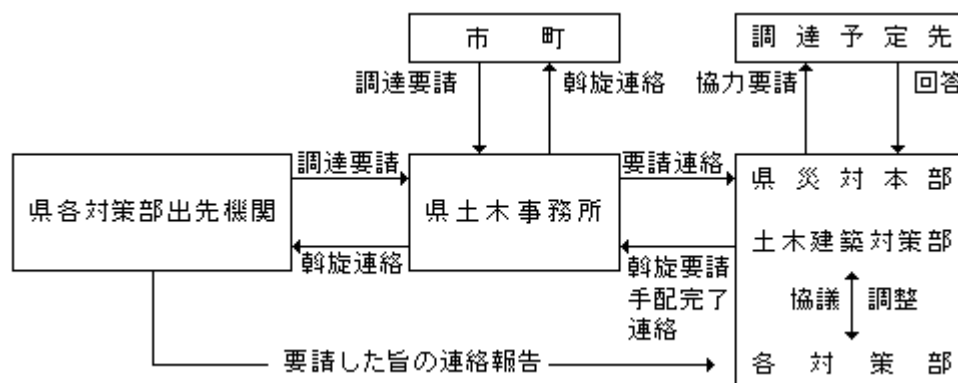 市町
調達予定先
調達要請
斡旋連絡
協力要請
回答
県各対策部出先機関
調達要請
県土木事務所
要請連絡
県災対本部
土木建築対策部
斡旋連絡
斡旋要請
手配完了
連絡
協議
調整
要請した旨の連絡報告
各対策部